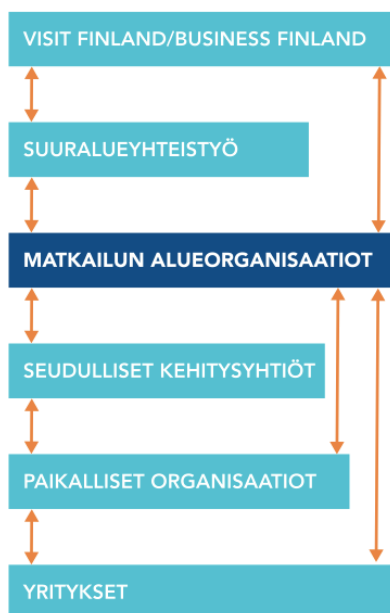 VISIT FINLAND/BUSINESS FINLAND
SUURALUEYHTEISTYÖ
MATKAILUN ALUEORGANISAATIOT
SEUDULLISET KEHITYSYHTIÖT
PAIKALLISET ORGANISAATIOT
YRITYKSET